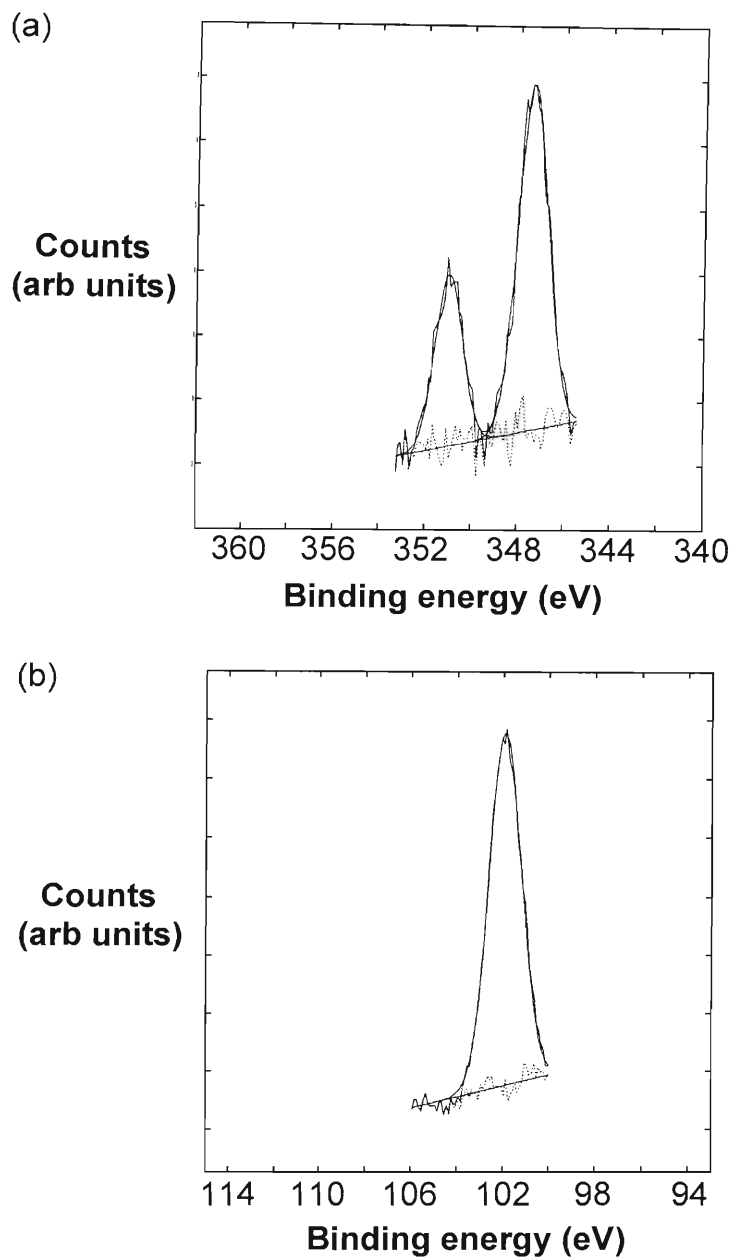 (a)
Counts
(arb units)
360 356 352 348 344 340
Binding energy (eV)
(b)
Counts
(arb units)
114 110 106 102 98 94
Binding energy (eV)